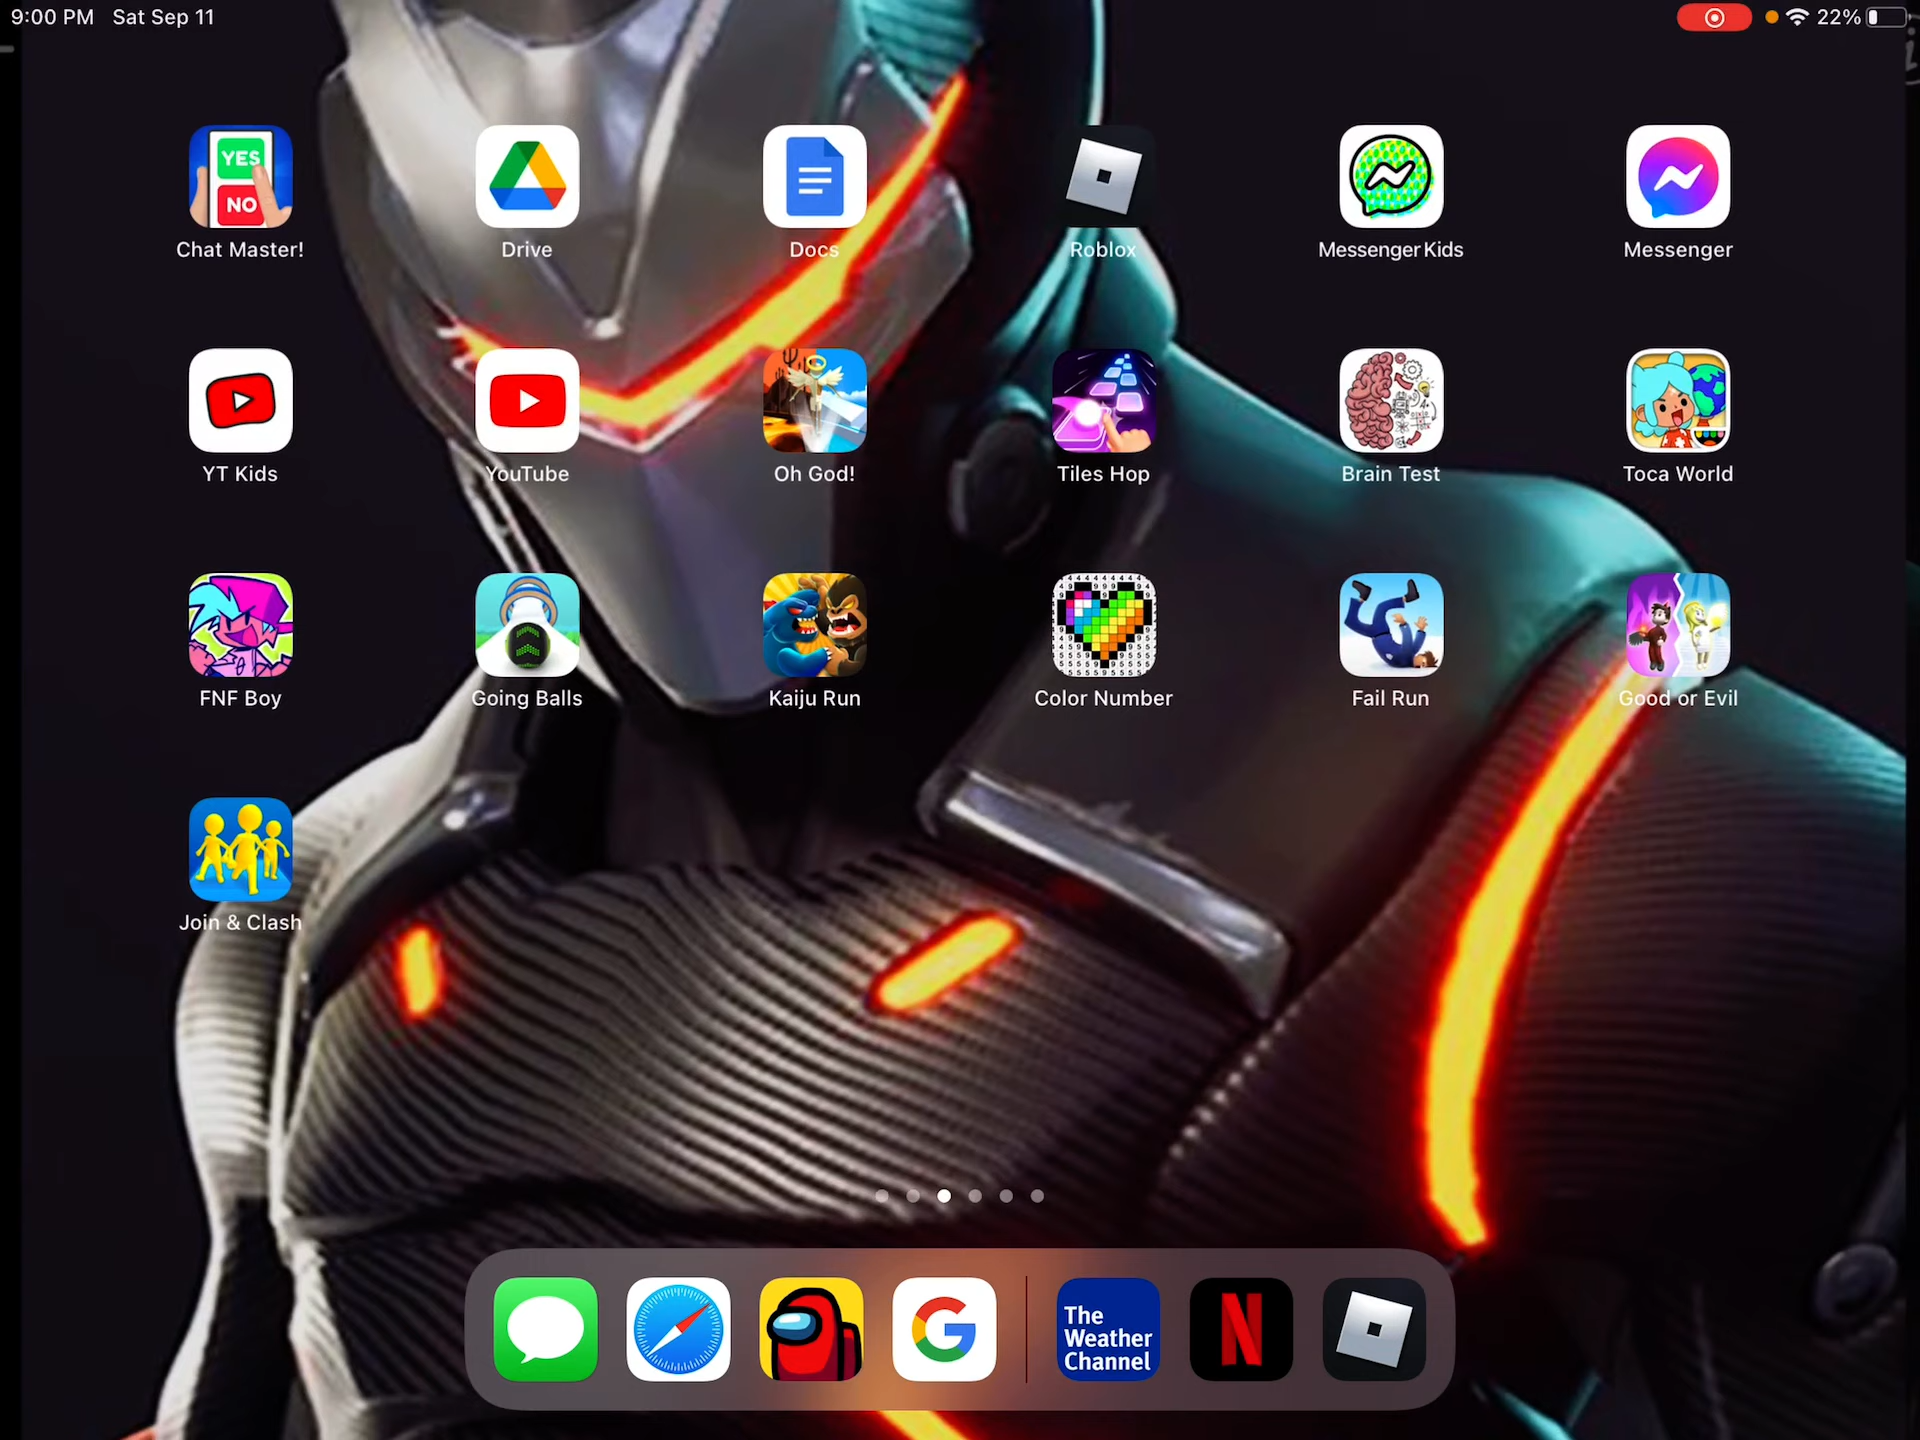 9:00 PM Sat Sep 11
22%
YES
NO
Chat Master!
Drive
Docs
Roblox
Messenger Kids
Messenger
YT Kids
YouTube
Oh God!
Tiles Hop
Brain Test
Toca World
FNF Boy
Going Balls
Kaiju Run
Color Number
Fail Run
Good or Evil
Join & Clash
The
Weather
Channel
N